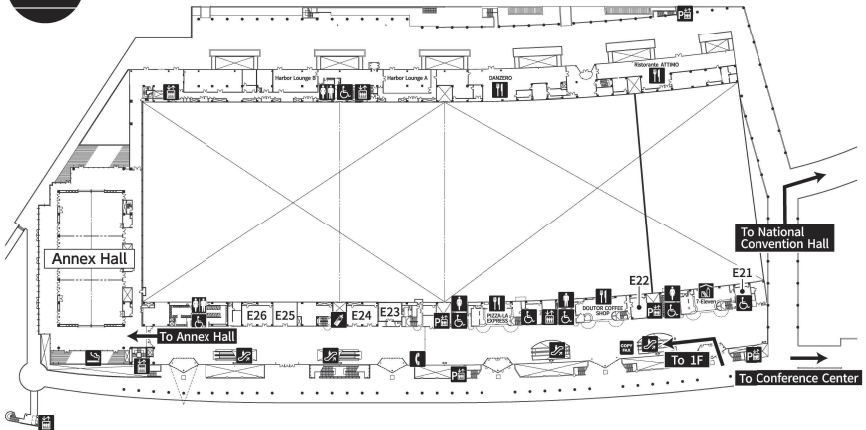 P
Ristorante ATTIMO
Harbor Lounge B
Harbor Lounge A
DANZERO
To National
Convention Hall
Annex Hall
E22
E21
7-Eleven
DOUTOR COFFEE
SHOP
E26
E25
E24
E23
P
PIZZA-LA
EXPRESS
P
To Annex Hall
COPY
FAX
To 1F
P
P
To Conference Center